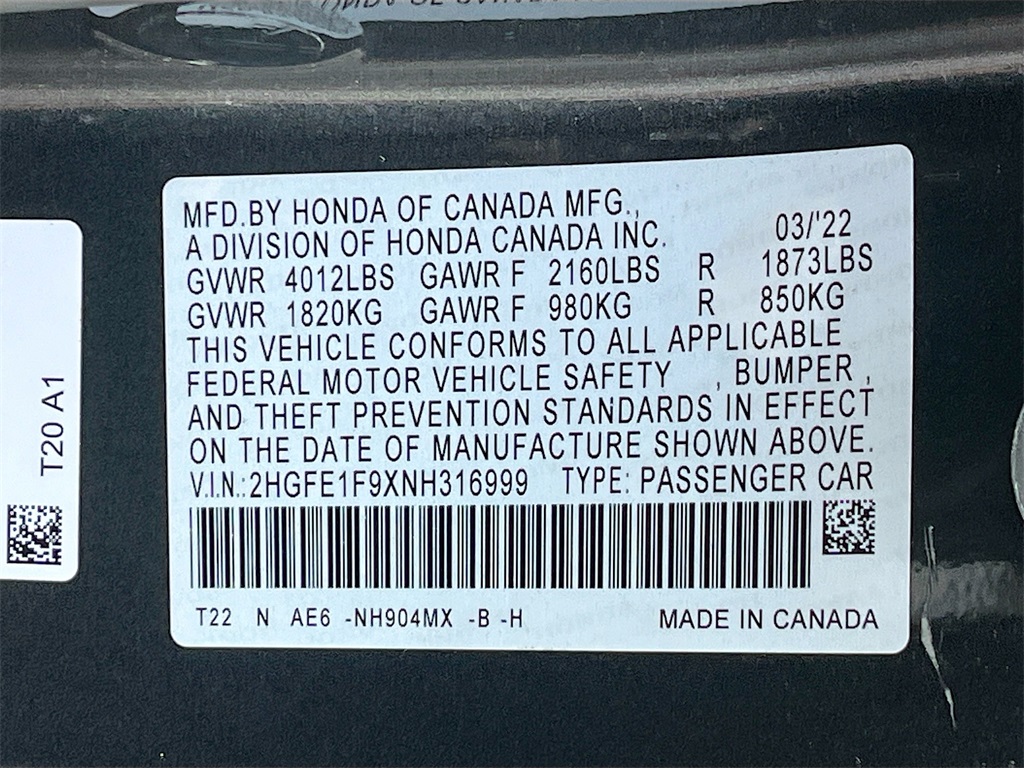 MFD.BY HONDA OF CANADA MFG.,
A DIVISION OF HONDA CANADA INC. 03/'22
GVWR 4012LBS GAWR F 2160LBS R 1873LBS
GVWR 1820KG GAWR F 980KG R 850KG
THIS VEHICLE CONFORMS TO ALL APPLICABLE
FEDERAL MOTOR VEHICLE SAFETY , BUMPER ,
AND THEFT PREVENTION STANDARDS IN EFFECT
ON THE DATE OF MANUFACTURE SHOWN ABOVE.
V.I.N.:2HGFE1F9XNH316999 TYPE: PASSENGER CAR
T22 N AE6 -NH904MX -B -H MADE IN CANADA
T20 A1